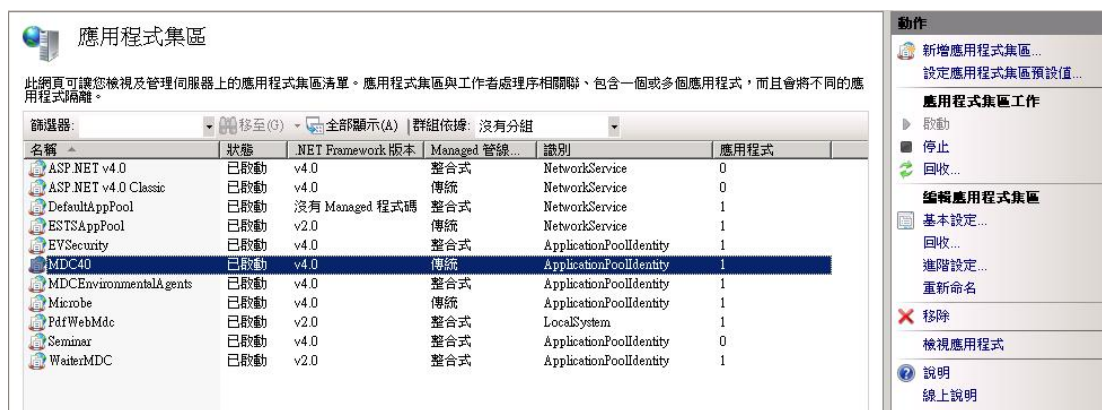 應用程式集區
此網頁可讓您檢視及管理伺服器上的應用程式集區清單。應用程式集區與工作者處理序相關聯、包含一個或多個應用程式，而且會將不同的應
用程式隔離。
篩選器: 移至(G) 全部顯示(A) 群組依據: 沒有分組
名稱 狀態 .NET Framework 版本 Managed 管線... 識別 應用程式
ASP.NET v4.0 已啟動 v4.0 整合式 NetworkService 0
ASP.NET v4.0 Classic 已啟動 v4.0 傳統 NetworkService 0
DefaultAppPool 已啟動 沒有 Managed 程式碼 整合式 NetworkService 1
ESTSAppPool 已啟動 v2.0 傳統 NetworkService 1
EVSecurity 已啟動 v4.0 整合式 ApplicationPoolIdentity 1
MDC40 已啟動 v4.0 傳統 ApplicationPoolIdentity 1
MDCEnvironmentalAgents 已啟動 v4.0 整合式 ApplicationPoolIdentity 1
Microbe 已啟動 v4.0 傳統 ApplicationPoolIdentity 1
PdfWebMdc 已啟動 v2.0 整合式 LocalSystem 1
Seminar 已啟動 v4.0 整合式 ApplicationPoolIdentity 0
WaiterMDC 已啟動 v2.0 整合式 ApplicationPoolIdentity 1
動作
新增應用程式集區...
設定應用程式集區預設值...
應用程式集區工作
啟動
停止
回收...
編輯應用程式集區
基本設定...
回收...
進階設定...
重新命名
移除
檢視應用程式
說明
線上說明